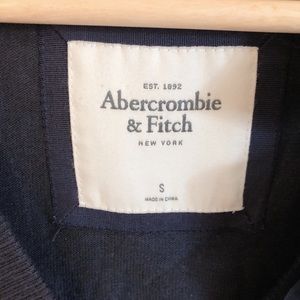 EST. 1892
Abercrombie
& Fitch
NEW YORK
S
MADE IN CHINA